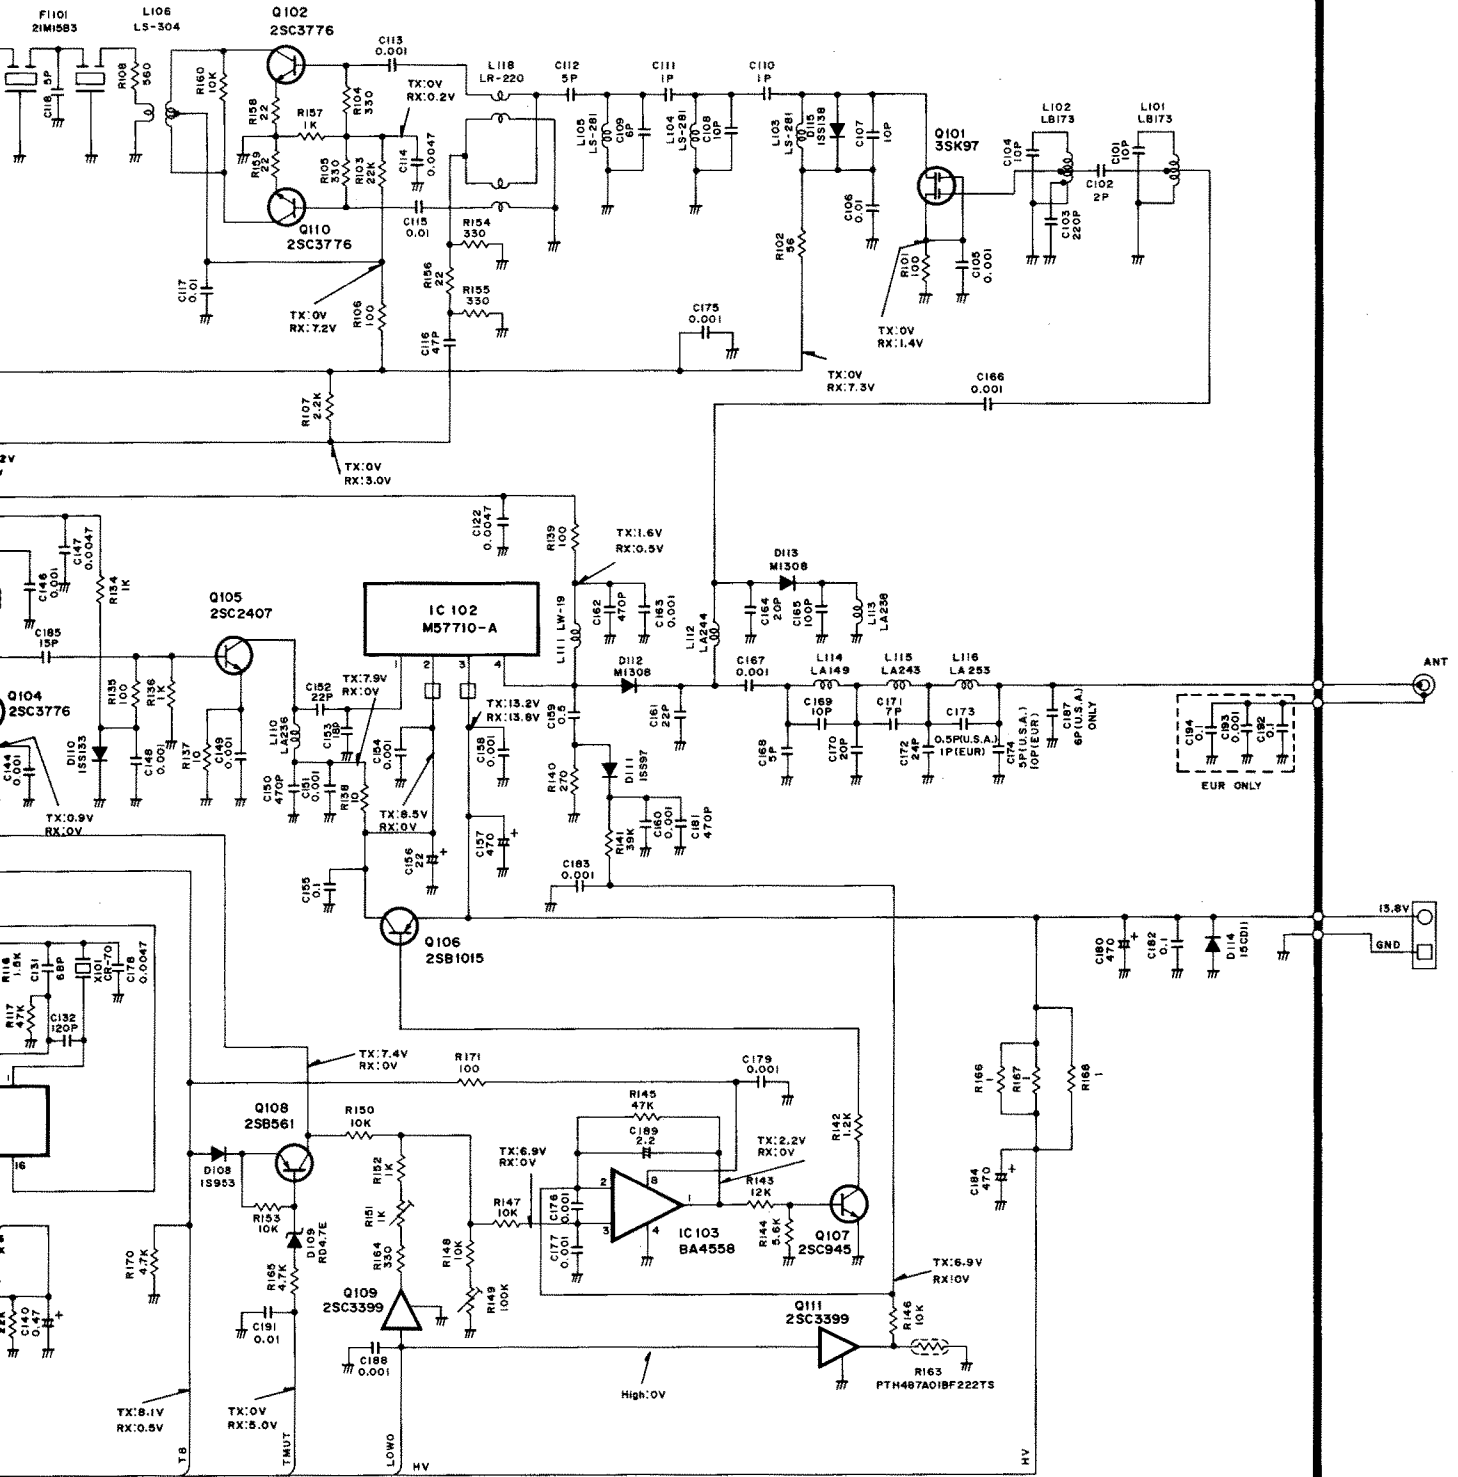 F1101
21M15B3
L106
LS-304
Q102
2SC3776
C113
0.001
L118
LR-220
C112
5P
C111
1P
C110
1P
C118
5P
R108
560
R160
10K
R158
22
R157
1K
R104
330
TX:0V
RX:0.2V
C114
0.0047
R159
22
R105
330
R103
22K
L105
LS-281
C109
6P
L104
LS-281
C108
10P
L103
LS-281
D115
1SS138
C107
10P
Q101
3SK97
L102
LB173
L101
LB173
C104
10P
C101
10P
C102
2P
C103
220P
Q110
2SC3776
C115
0.01
R154
330
R156
22
R155
330
C106
0.01
R102
56
R101
100
C105
0.001
C117
0.01
TX:0V
RX:7.2V
R106
100
C116
47P
C175
0.001
TX:0V
RX:1.4V
TX:0V
RX:7.3V
C166
0.001
R107
2.2K
TX:0V
RX:3.0V
2V
C147
0.0047
C146
0.001
R134
1K
C122
0.0047
R139
100
TX:1.6V
RX:0.5V
D113
M1308
Q105
2SC2407
IC102
M57710-A
L111 LW-19
C162
470P
C163
0.001
L112
LA244
C164
20P
C165
100P
L113
LA238
C185
15P
1
2
3
4
D112
M1308
C167
0.001
L114
LA149
L115
LA243
L116
LA253
ANT
Q104
2SC3776
R135
100
R136
1K
C152
22P
TX:7.9V
RX:0V
TX:13.2V
RX:13.8V
C159
0.5
C161
22P
C169
10P
C171
7P
C173
0.5P(U.S.A.)
1P(EUR)
C187
6P(U.S.A.)
ONLY
C194
0.1
C193
0.001
C192
0.1
EUR ONLY
L110
LA236
C153
18P
C154
0.001
C158
0.001
D111
1SS97
C168
5P
C170
20P
C172
24P
C174
5P(U.S.A.)
10P(EUR)
C144
0.001
D110
1SS133
C148
0.001
R137
10
C149
0.001
C150
470P
C151
0.001
R138
10
R140
270
TX:0.9V
RX:0V
TX:8.5V
RX:0V
C156
22
C157
470
R141
39K
C160
0.001
C181
470P
C155
0.1
C183
0.001
Q106
2SB1015
13.8V
GND
C180
470
C182
0.1
D114
15CD11
R116
1.5K
C131
68P
X101
CR-70
C178
0.0047
R117
47K
C132
120P
1
16
TX:7.4V
RX:0V
R171
100
C179
0.001
R166
1
R167
1
R168
1
Q108
2SB561
R150
10K
R145
47K
C189
2.2
R142
1.2K
D108
1S953
R152
1K
TX:6.9V
RX:0V
TX:2.2V
RX:0V
C184
470
2
8
3
4
1
R143
12K
R153
10K
D109
RD4.7E
R151
1K
R147
10K
C176
0.001
C177
0.001
IC103
BA4558
R144
5.6K
Q107
2SC945
R170
4.7K
R165
4.7K
R164
330
R148
10K
R149
100K
TX:6.9V
RX:0V
22K
C140
0.47
Q109
2SC3399
Q111
2SC3399
R146
10K
C191
0.01
C188
0.001
R163
PTH487A01BF222TS
High:0V
TX:8.1V
RX:0.5V
TX:0V
RX:5.0V
T8
TMUT
LOWO
HV
HV